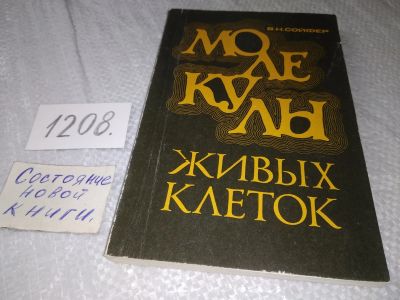 В.Н.СОЙФЕР
МОЛЕ
КУЛЫ
ЖИВЫХ
КЛЕТОК
1208.
Состояние
новой
книги.